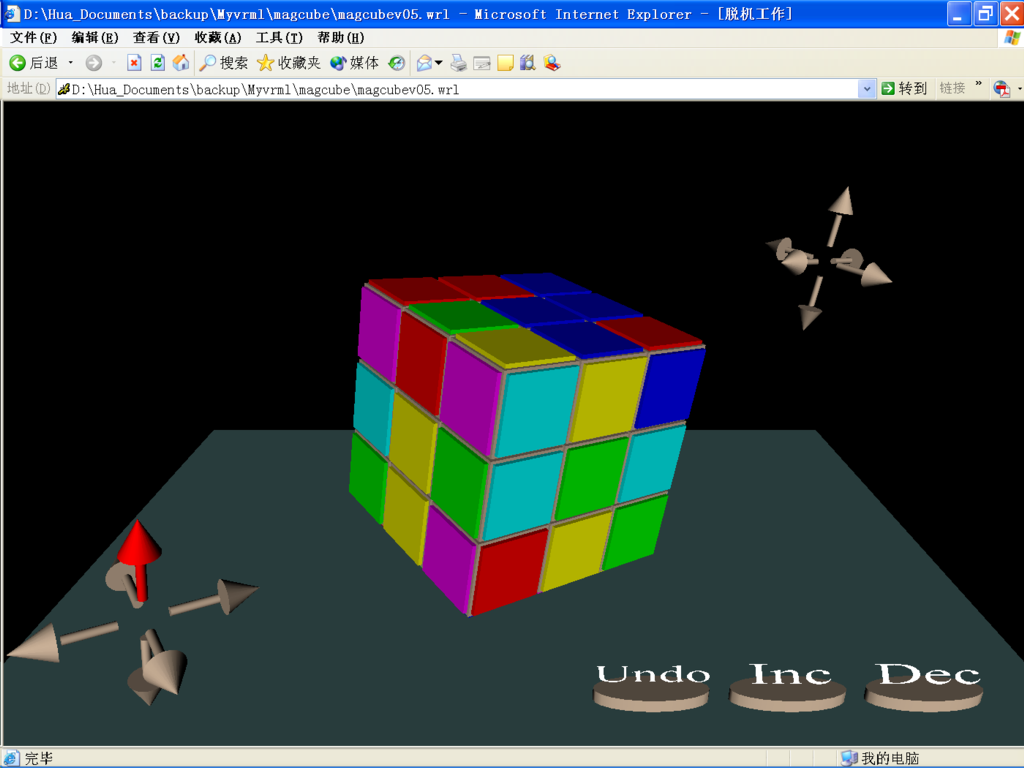 D:\Hua_Documents\backup\Myvrml\magcube\magcubev05.wrl - Microsoft Internet Explorer - [脱机工作]
文件(F) 编辑(E) 查看(V) 收藏(A) 工具(T) 帮助(H)
后退 搜索 收藏夹 媒体
地址(D) D:\Hua_Documents\backup\Myvrml\magcube\magcubev05.wrl 转到 链接 »
Undo Inc Dec
完毕 我的电脑